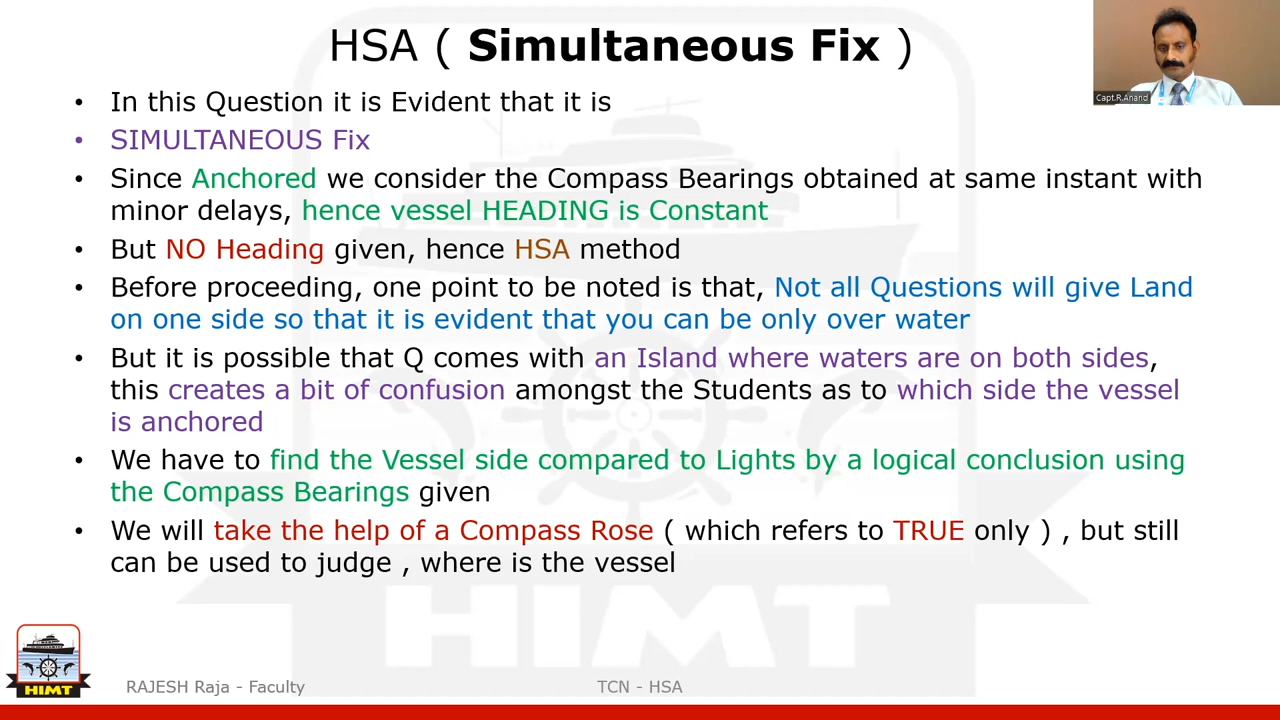 HSA ( Simultaneous Fix )
Capt.R.Anand
• In this Question it is Evident that it is
• SIMULTANEOUS Fix
• Since Anchored we consider the Compass Bearings obtained at same instant with
minor delays, hence vessel HEADING is Constant
• But NO Heading given, hence HSA method
• Before proceeding, one point to be noted is that, Not all Questions will give Land
on one side so that it is evident that you can be only over water
• But it is possible that Q comes with an Island where waters are on both sides,
this creates a bit of confusion amongst the Students as to which side the vessel
is anchored
• We have to find the Vessel side compared to Lights by a logical conclusion using
the Compass Bearings given
• We will take the help of a Compass Rose ( which refers to TRUE only ) , but still
can be used to judge , where is the vessel
HIMT
HIMT
RAJESH Raja - Faculty
TCN - HSA